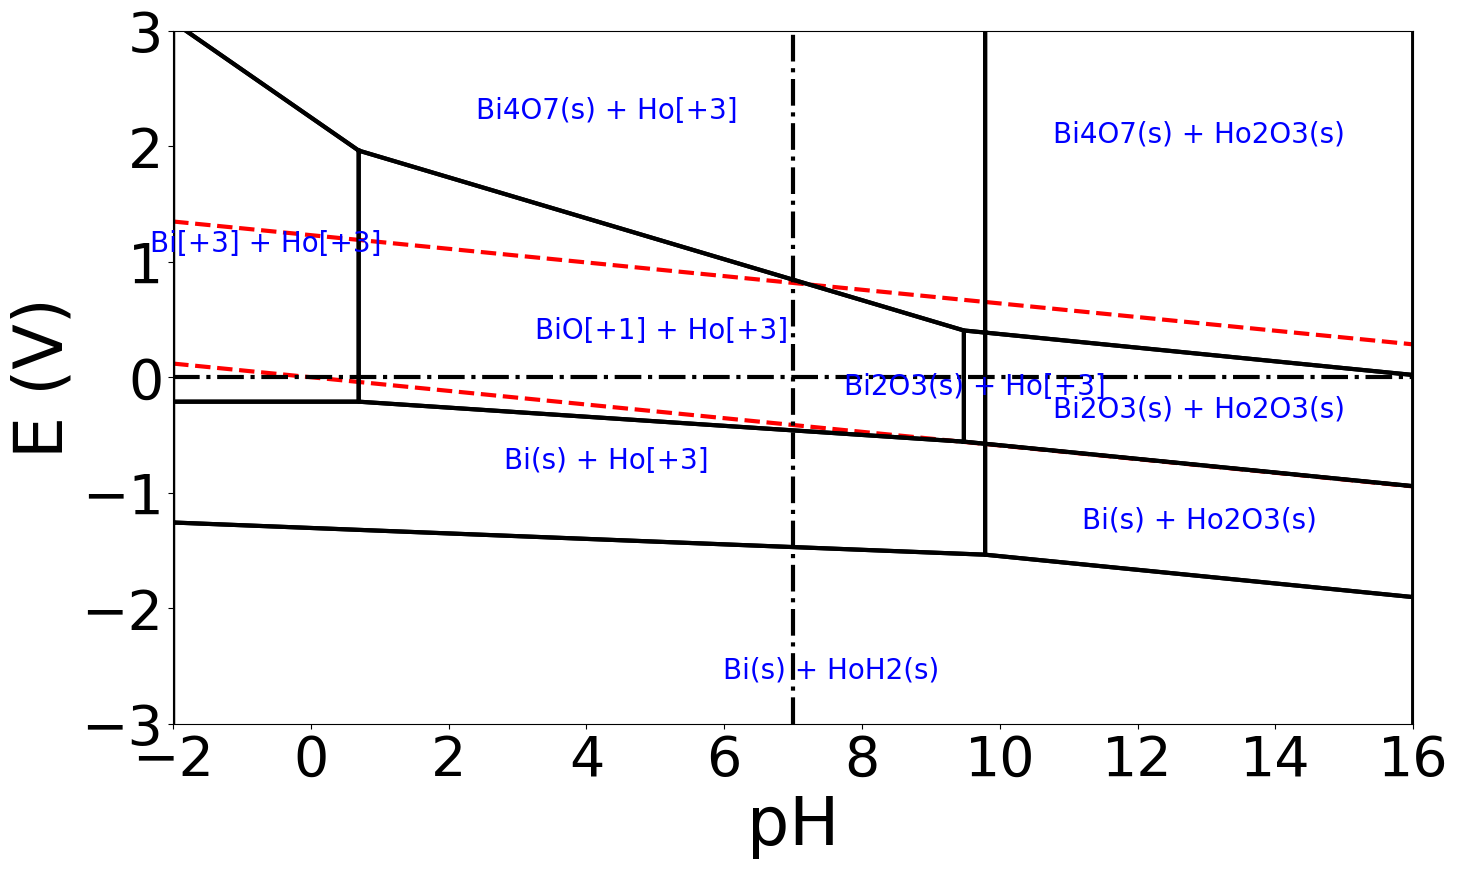 3
Bi4O7(s) + Ho[+3]
Bi4O7(s) + Ho2O3(s)
2
Bi[+3] + Ho[+3]
1
BiO[+1] + Ho[+3]
0
Bi2O3(s) + Ho[+3]
Bi2O3(s) + Ho2O3(s)
E (V)
Bi(s) + Ho[+3]
−1
Bi(s) + Ho2O3(s)
−2
Bi(s) + HoH2(s)
−3
−2 0 2 4 6 8 10 12 14 16
pH